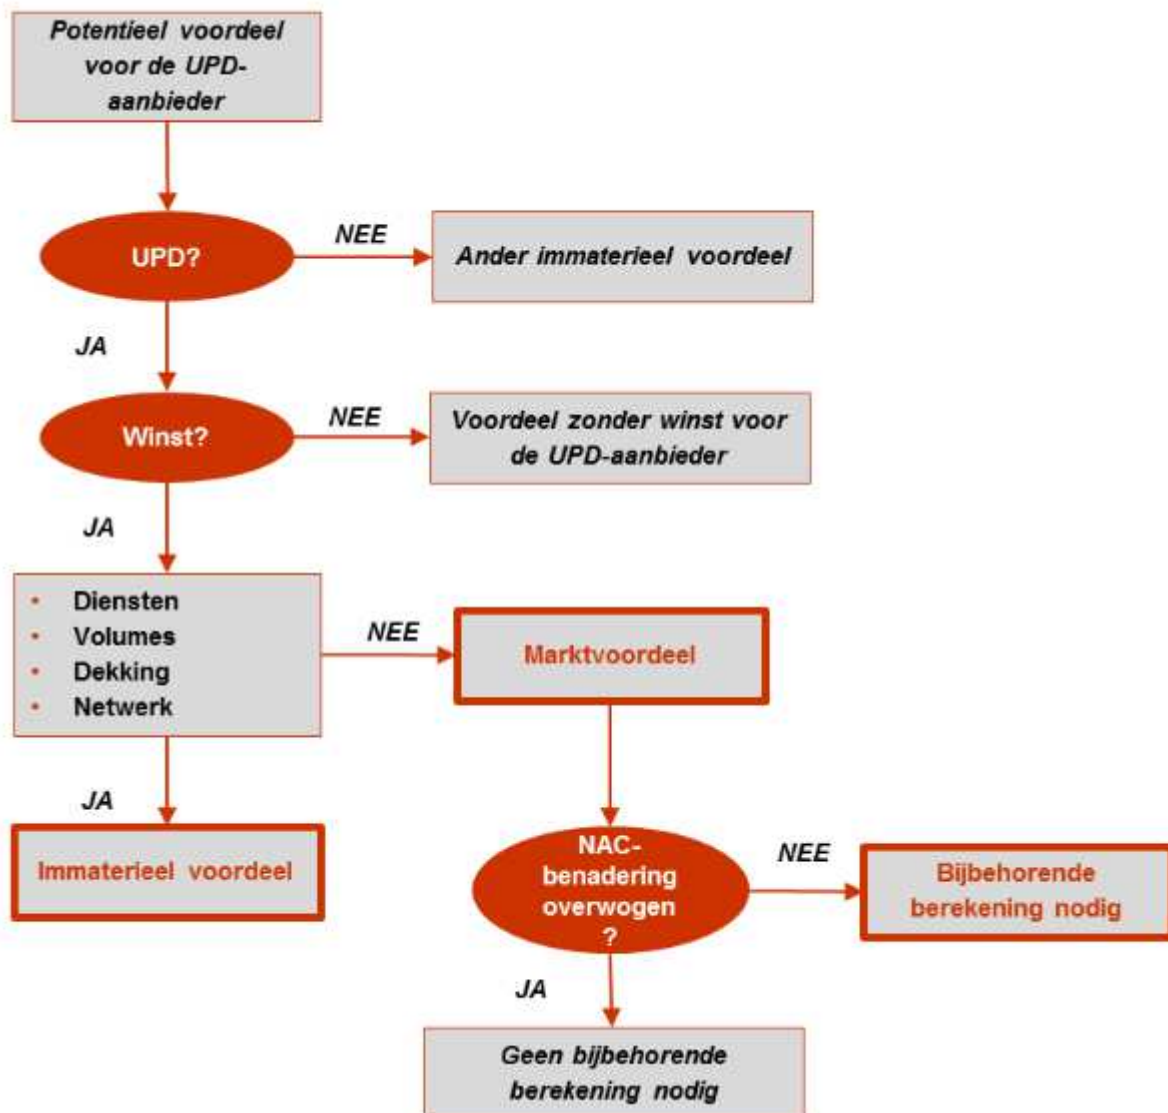 Potentieel voordeel
voor de UPD-
aanbieder
UPD?
NEE
Ander immaterieel voordeel
JA
Winst?
NEE
Voordeel zonder winst voor
de UPD-aanbieder
JA
• Diensten
• Volumes
• Dekking
• Netwerk
NEE
Marktvoordeel
JA
Immaterieel voordeel
NAC-
benadering
overwogen
?
NEE
Bijbehorende
berekening nodig
JA
Geen bijbehorende
berekening nodig